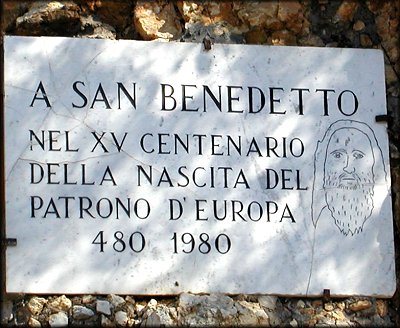 A SAN BENEDETTO
NEL XV CENTENARIO
DELLA NASCITA DEL
PATRONO D'EUROPA
480 1980